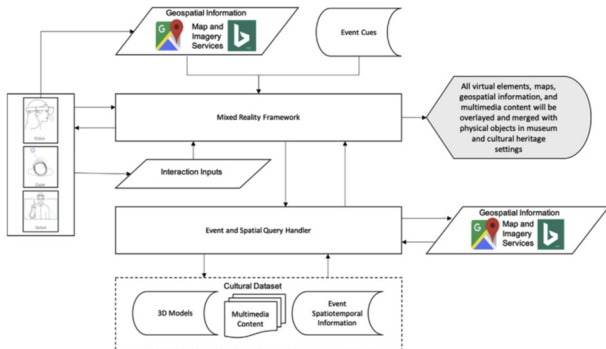 Geospatial Information
Map and
Imagery
Services
Event Cues
Mixed Reality Framework
All virtual elements, maps,
geospatial information, and
multimedia content will be
overlayed and merged with
physical objects in museum
and cultural heritage
settings
Interaction Inputs
Event and Spatial Query Handler
Geospatial Information
Map and
Imagery
Services
Cultural Dataset
3D Models
Multimedia
Content
Event
Spatiotemporal
Information